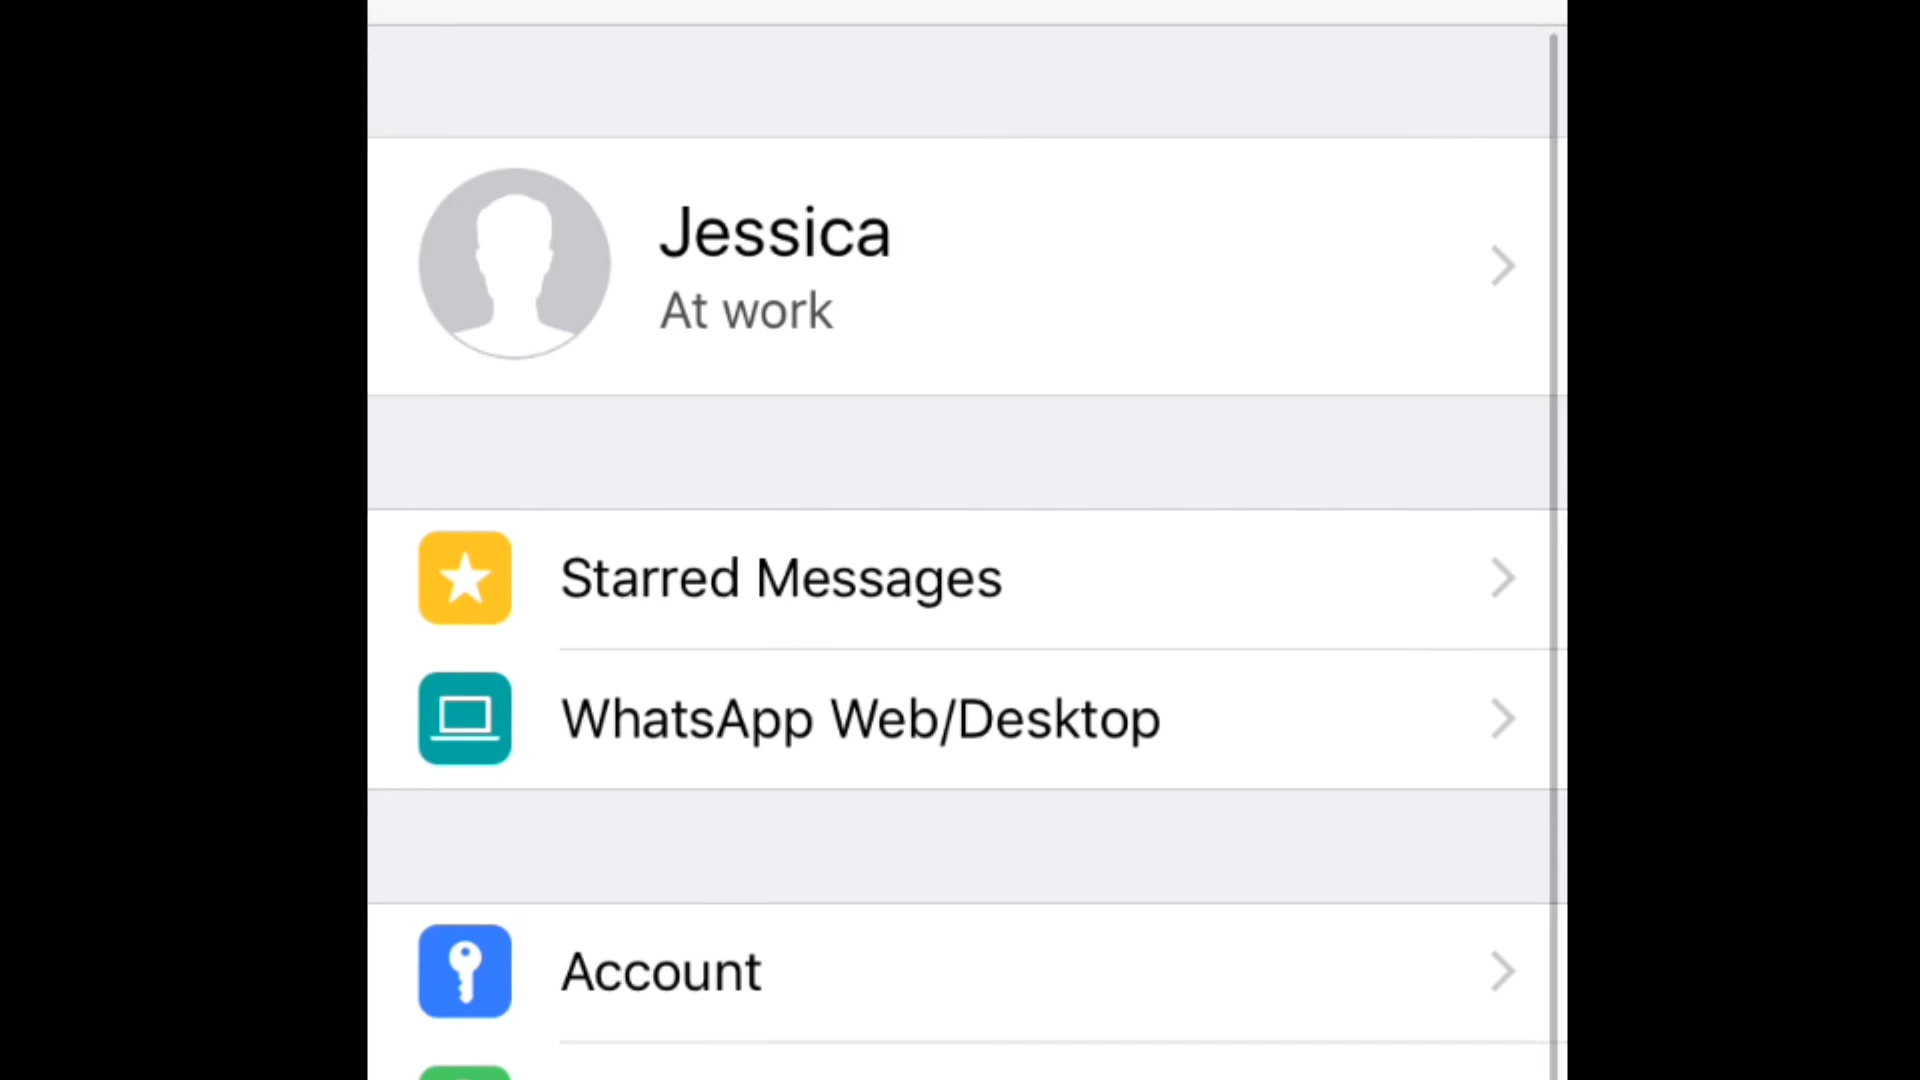 Jessica
At work
Starred Messages
WhatsApp Web/Desktop
Account